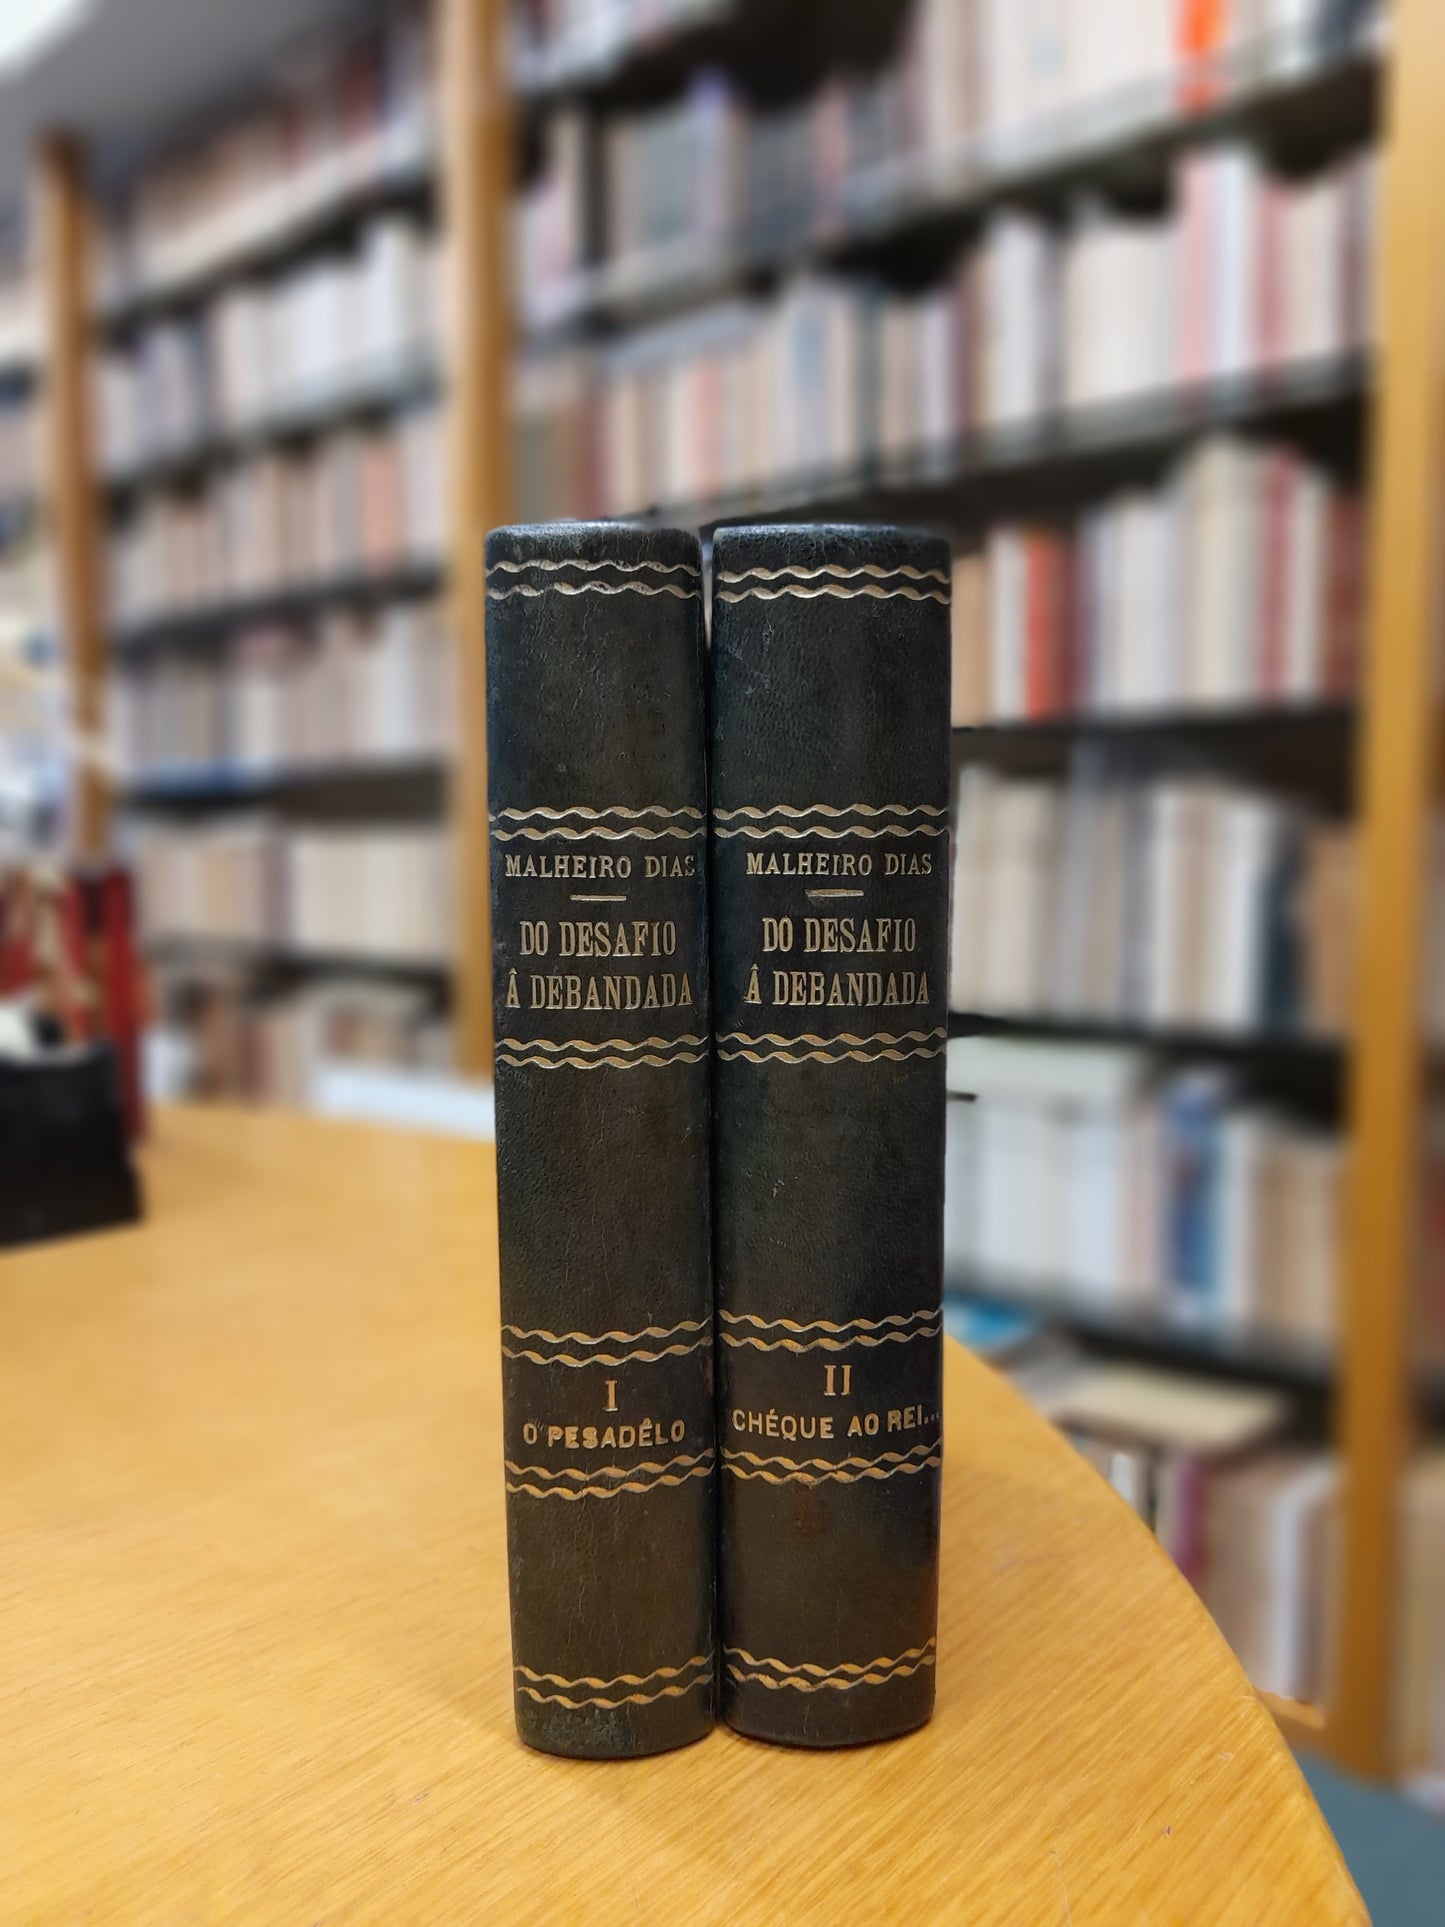 MALHEIRO DIAS
DO DESAFIO
Â DEBANDADA
I
O PESADÊLO
MALHEIRO DIAS
DO DESAFIO
Â DEBANDADA
II
CHÉQUE AO REI...